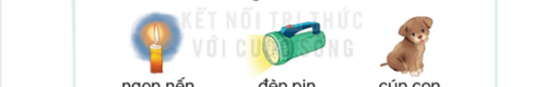 KẾT NỐI TRI THỨC
VỚI CUỘC SỐNG
ngọn nến đèn pin cún con